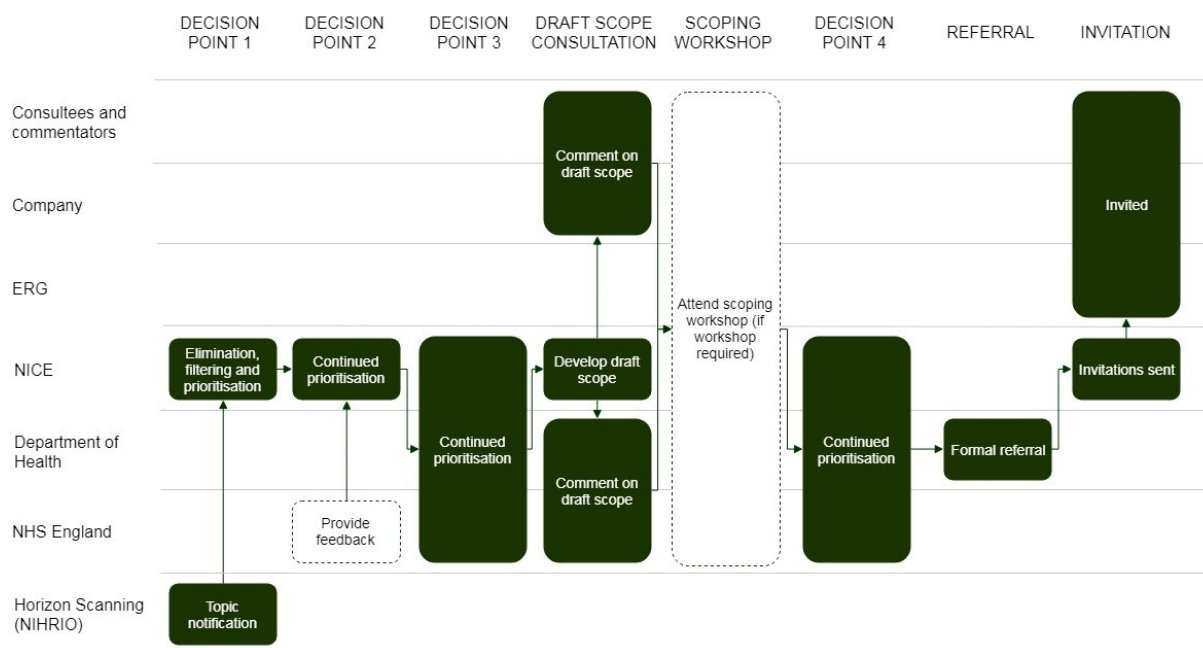 DECISION
POINT 1
DECISION
POINT 2
DECISION
POINT 3
DRAFT SCOPE
CONSULTATION
SCOPING
WORKSHOP
DECISION
POINT 4
REFERRAL
INVITATION
Consultees and
commentators
Comment on
draft scope
Company
Invited
ERG
Attend scoping
workshop (if
workshop
required)
NICE
Elimination,
filtering and
prioritisation
Continued
prioritisation
Develop draft
scope
Invitations sent
Department of
Health
Continued
prioritisation
Comment on
draft scope
Continued
prioritisation
Formal referral
NHS England
Provide
feedback
Horizon Scanning
(NIHRIO)
Topic
notification